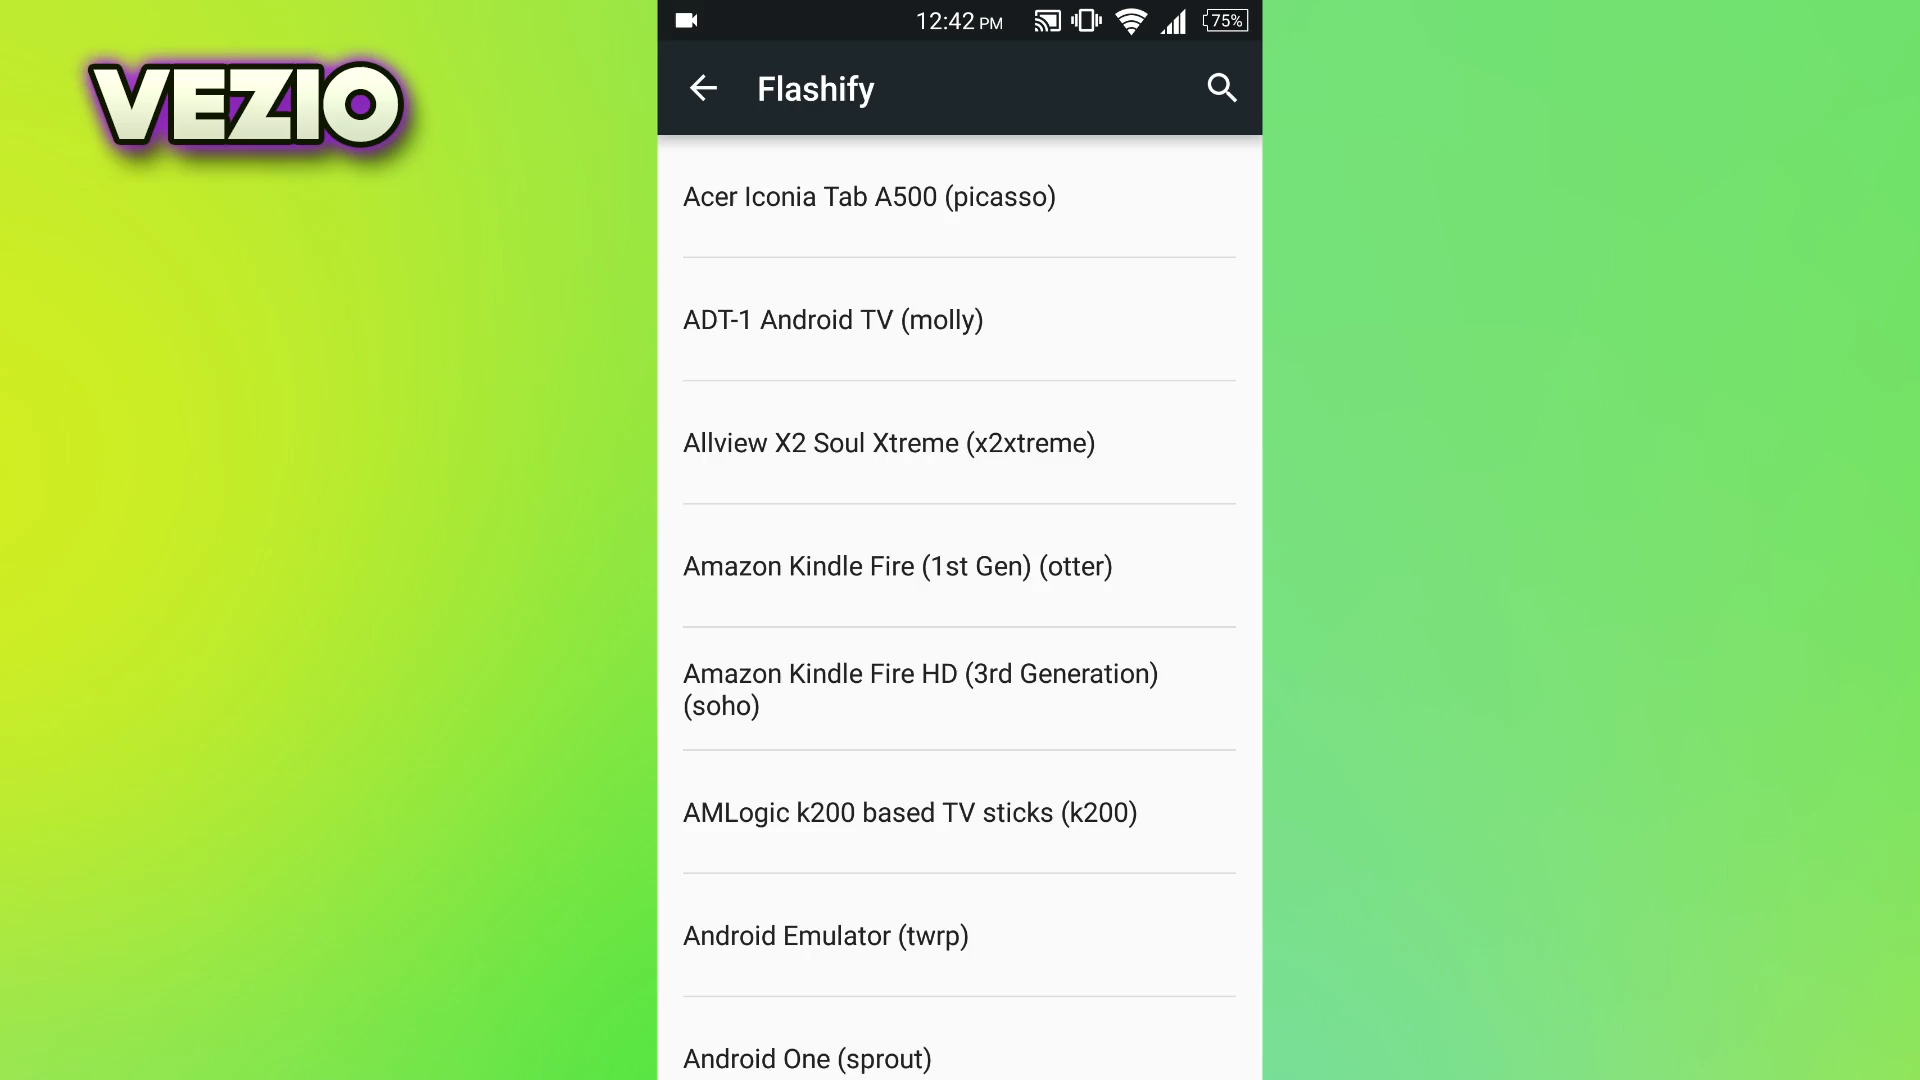 VEZIO
12:42 PM
75%
Flashify
Acer Iconia Tab A500 (picasso)
ADT-1 Android TV (molly)
Allview X2 Soul Xtreme (x2xtreme)
Amazon Kindle Fire (1st Gen) (otter)
Amazon Kindle Fire HD (3rd Generation)
(soho)
AMLogic k200 based TV sticks (k200)
Android Emulator (twrp)
Android One (sprout)